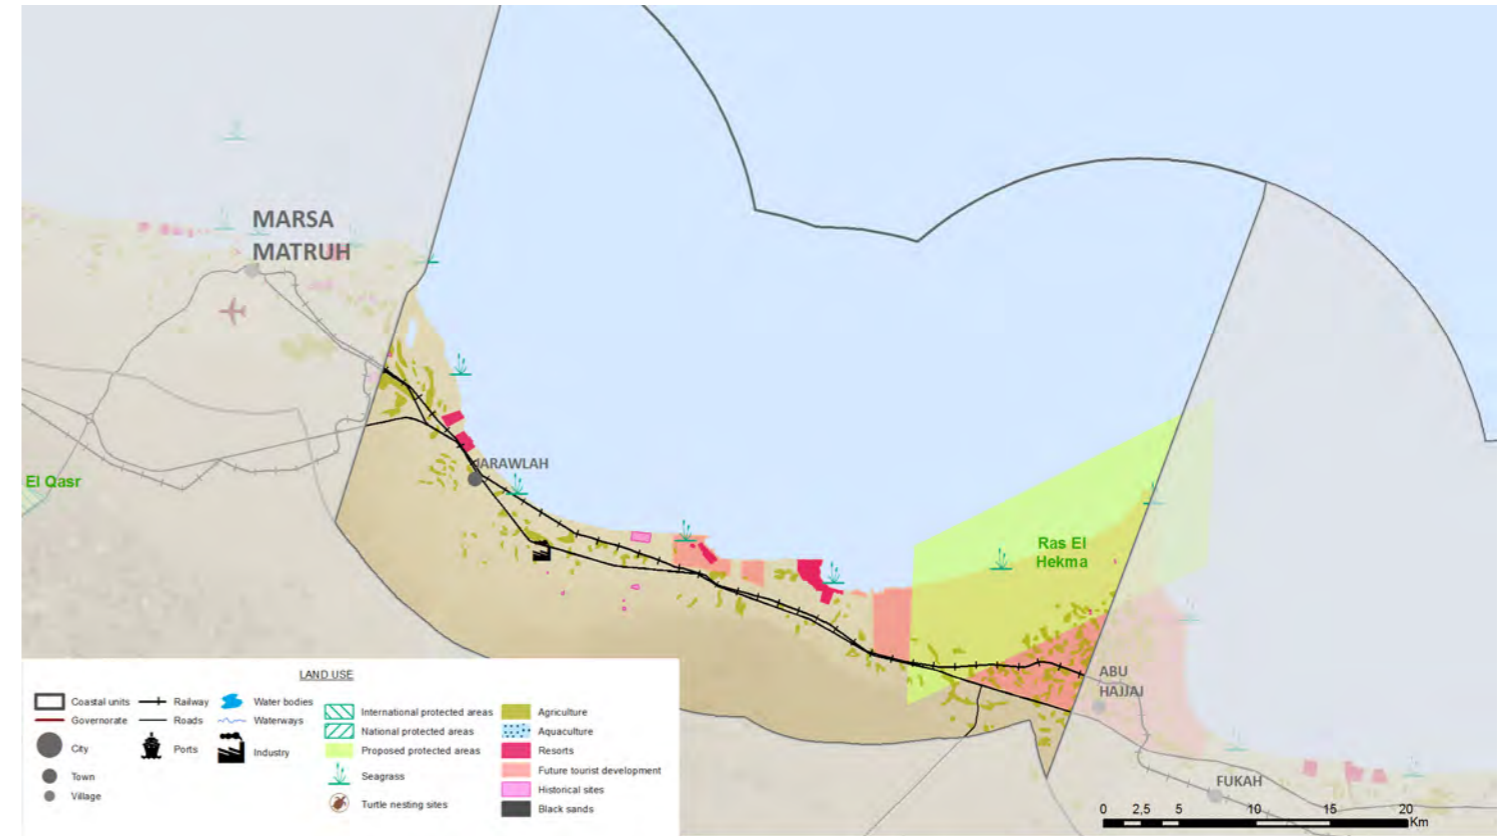 MARSA
MATRUH
El Qasr
JARAWLAH
Ras El
Hekma
ABU
HAJJAJ
FUKAH
0 2,5 5 10 15 20
Km
LAND USE
Coastal units
Governorate
City
Town
Village
Railway
Roads
Ports
Water bodies
Waterways
Industry
International protected areas
National protected areas
Proposed protected areas
Seagrass
Turtle nesting sites
Agriculture
Aquaculture
Resorts
Future tourist development
Historical sites
Black sands